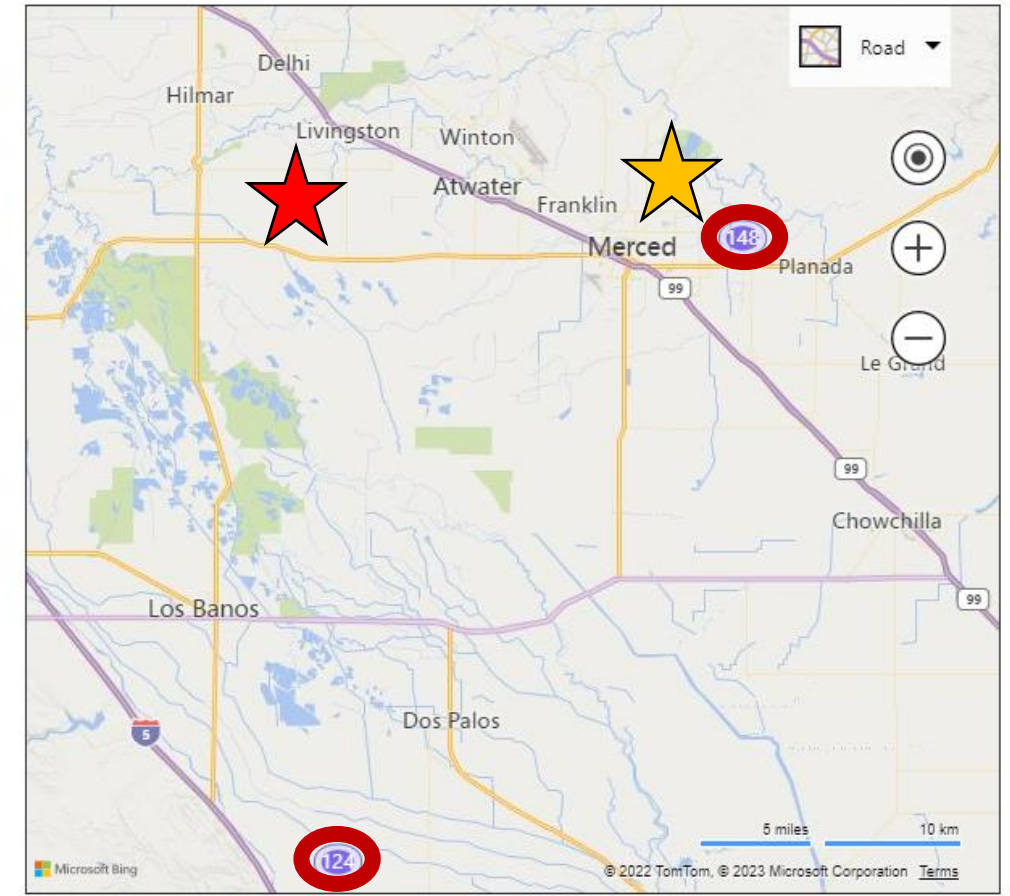 Road
Delhi
Hilmar
Livingston
Winton
Atwater
Franklin
148
Merced
Planada
99
Le Grand
99
Chowchilla
99
Los Banos
Dos Palos
5
5 miles
10 km
124
Microsoft Bing
© 2022 TomTom, © 2023 Microsoft Corporation Terms